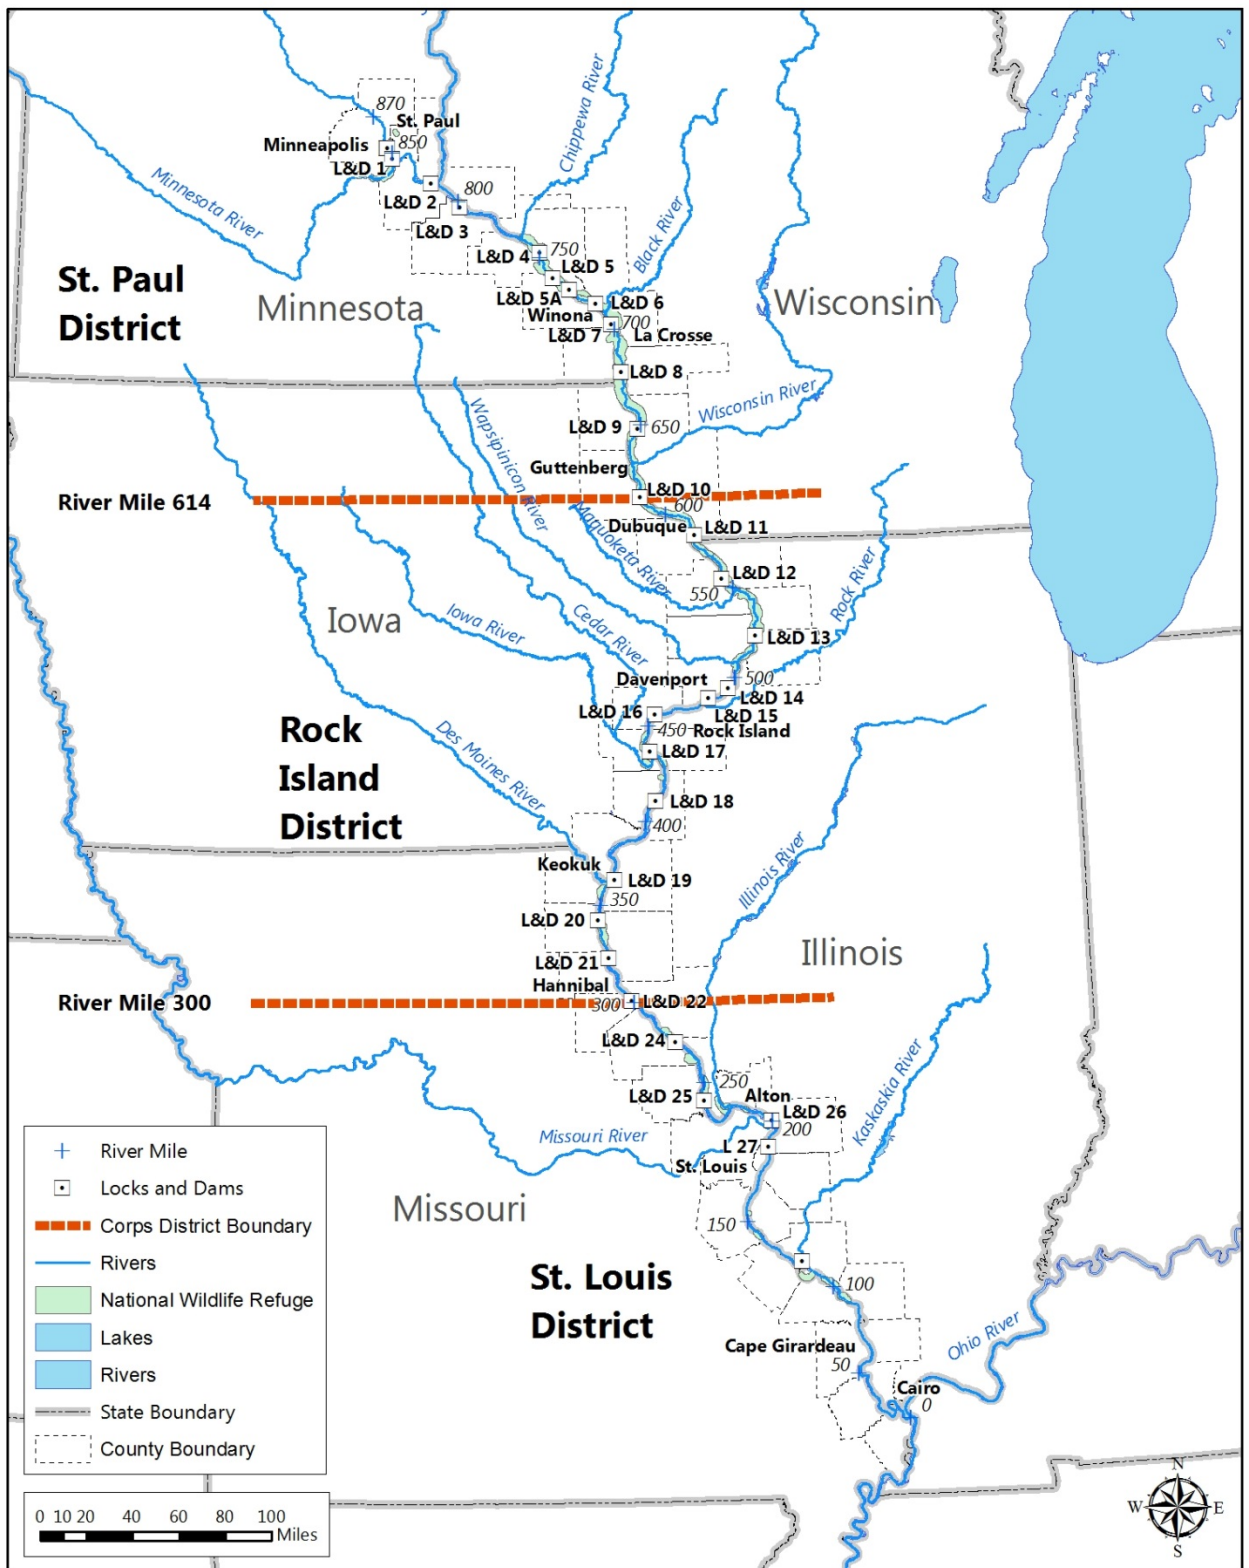 870
St. Paul
Minneapolis
850
L&D 1
Chippewa River
Minnesota River
L&D 2
800
L&D 3
Black River
750
L&D 4
L&D 5
St. Paul
District
Minnesota
L&D 5A
L&D 6
Winona
Wisconsin
L&D 7
700
La Crosse
L&D 8
Wapsipinicon River
Wisconsin River
L&D 9
650
Guttenberg
River Mile 614
L&D 10
600
Maquoketa River
Dubuque
L&D 11
L&D 12
550
Rock River
Iowa
Iowa River
Cedar River
L&D 13
Davenport
500
L&D 14
L&D 16
L&D 15
450
Rock Island
Rock
Island
District
Des Moines River
L&D 17
L&D 18
400
Keokuk
L&D 19
Illinois River
350
L&D 20
L&D 21
Illinois
Hannibal
River Mile 300
300
L&D 22
L&D 24
250
L&D 25
Alton
L&D 26
200
Kaskaskia River
Missouri River
L 27
St. Louis
Missouri
150
St. Louis
District
100
Cape Girardeau
50
Ohio River
Cairo
0
River Mile
Locks and Dams
Corps District Boundary
Rivers
National Wildlife Refuge
Lakes
Rivers
State Boundary
County Boundary
0 10 20 40 60 80 100
Miles
N
W E
S